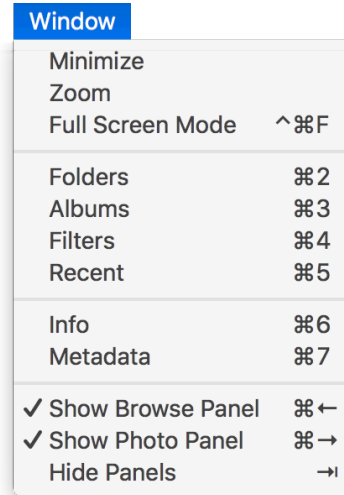 Window
Minimize
Zoom
Full Screen Mode ^⌘F
Folders ⌘2
Albums ⌘3
Filters ⌘4
Recent ⌘5
Info ⌘6
Metadata ⌘7
✓ Show Browse Panel ⌘←
✓ Show Photo Panel ⌘→
Hide Panels ⇥